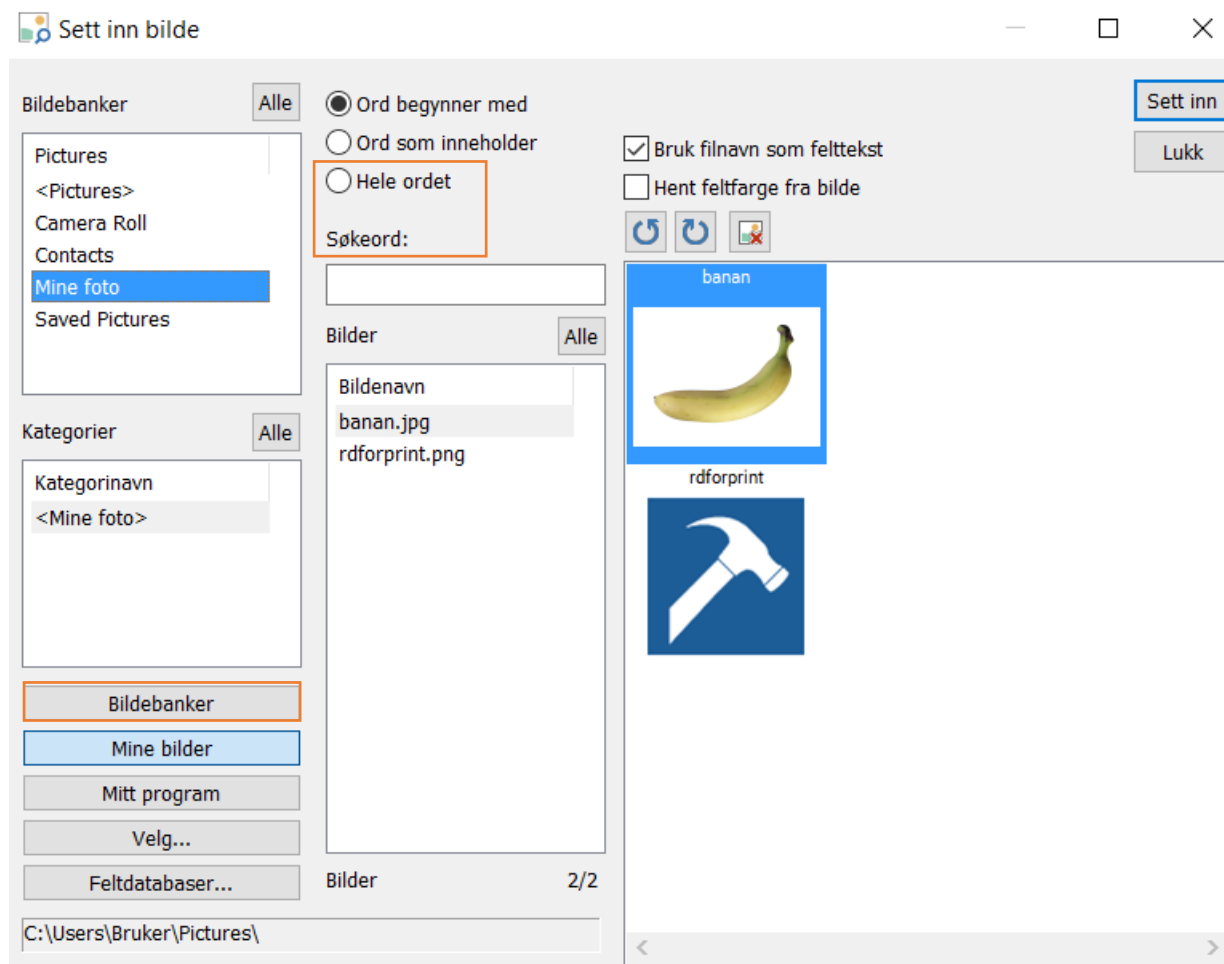 Sett inn bilde
Bildebanker
Alle
Pictures
<Pictures>
Camera Roll
Contacts
Mine foto
Saved Pictures
Kategorier
Alle
Kategorinavn
<Mine foto>
Bildebanker
Mine bilder
Mitt program
Velg...
Feltdatabaser...
C:\Users\Bruker\Pictures\
Ord begynner med
Ord som inneholder
Hele ordet
Søkeord:
Bilder
Alle
Bildenavn
banan.jpg
rdforprint.png
Bilder 2/2
Bruk filnavn som felttekst
Hent feltfarge fra bilde
banan
rdforprint
Sett inn
Lukk